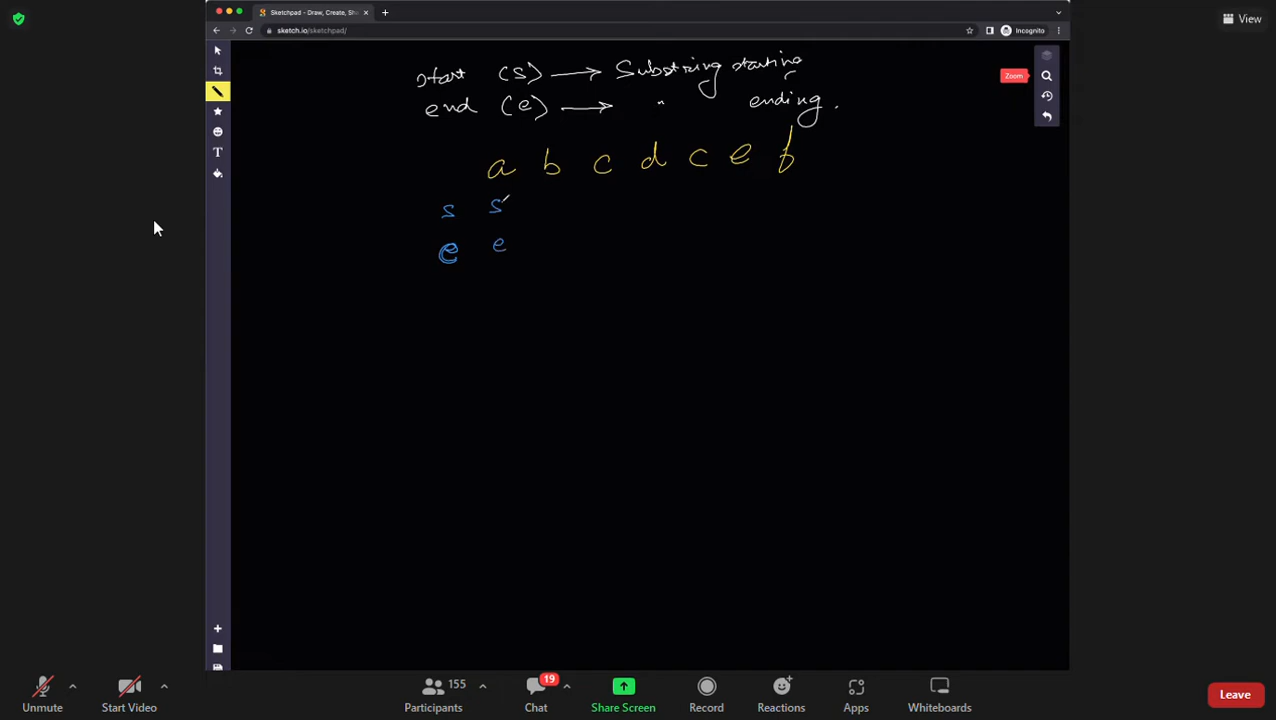 Sketchpad - Draw, Create, Sha
sketch.io/sketchpad/
Incognito
View
Zoom
start (s) → Substring starting
end (e) → " ending.
a b c d c e f
s s
e e
T
155
19
Unmute
Start Video
Participants
Chat
Share Screen
Record
Reactions
Apps
Whiteboards
Leave